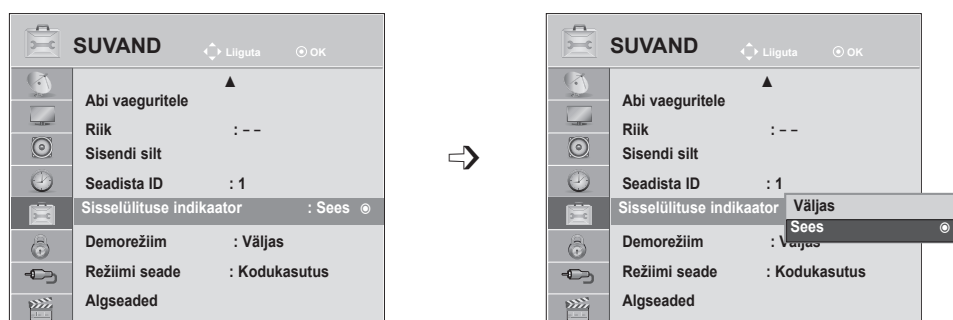 SUVAND Liiguta OK
Abi vaeguritele
Riik : – –
Sisendi silt
Seadista ID : 1
Sisselülituse indikaator : Sees
Demorežiim : Väljas
Režiimi seade : Kodukasutus
Algseaded
SUVAND Liiguta OK
Abi vaeguritele
Riik : – –
Sisendi silt
Seadista ID : 1
Sisselülituse indikaator
Väljas
Sees
Demorežiim : Väljas
Režiimi seade : Kodukasutus
Algseaded